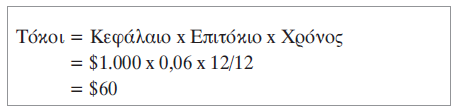 Τόκοι = Κεφάλαιο x Επιτόκιο x Χρόνος
= $1.000 x 0,06 x 12/12
= $60